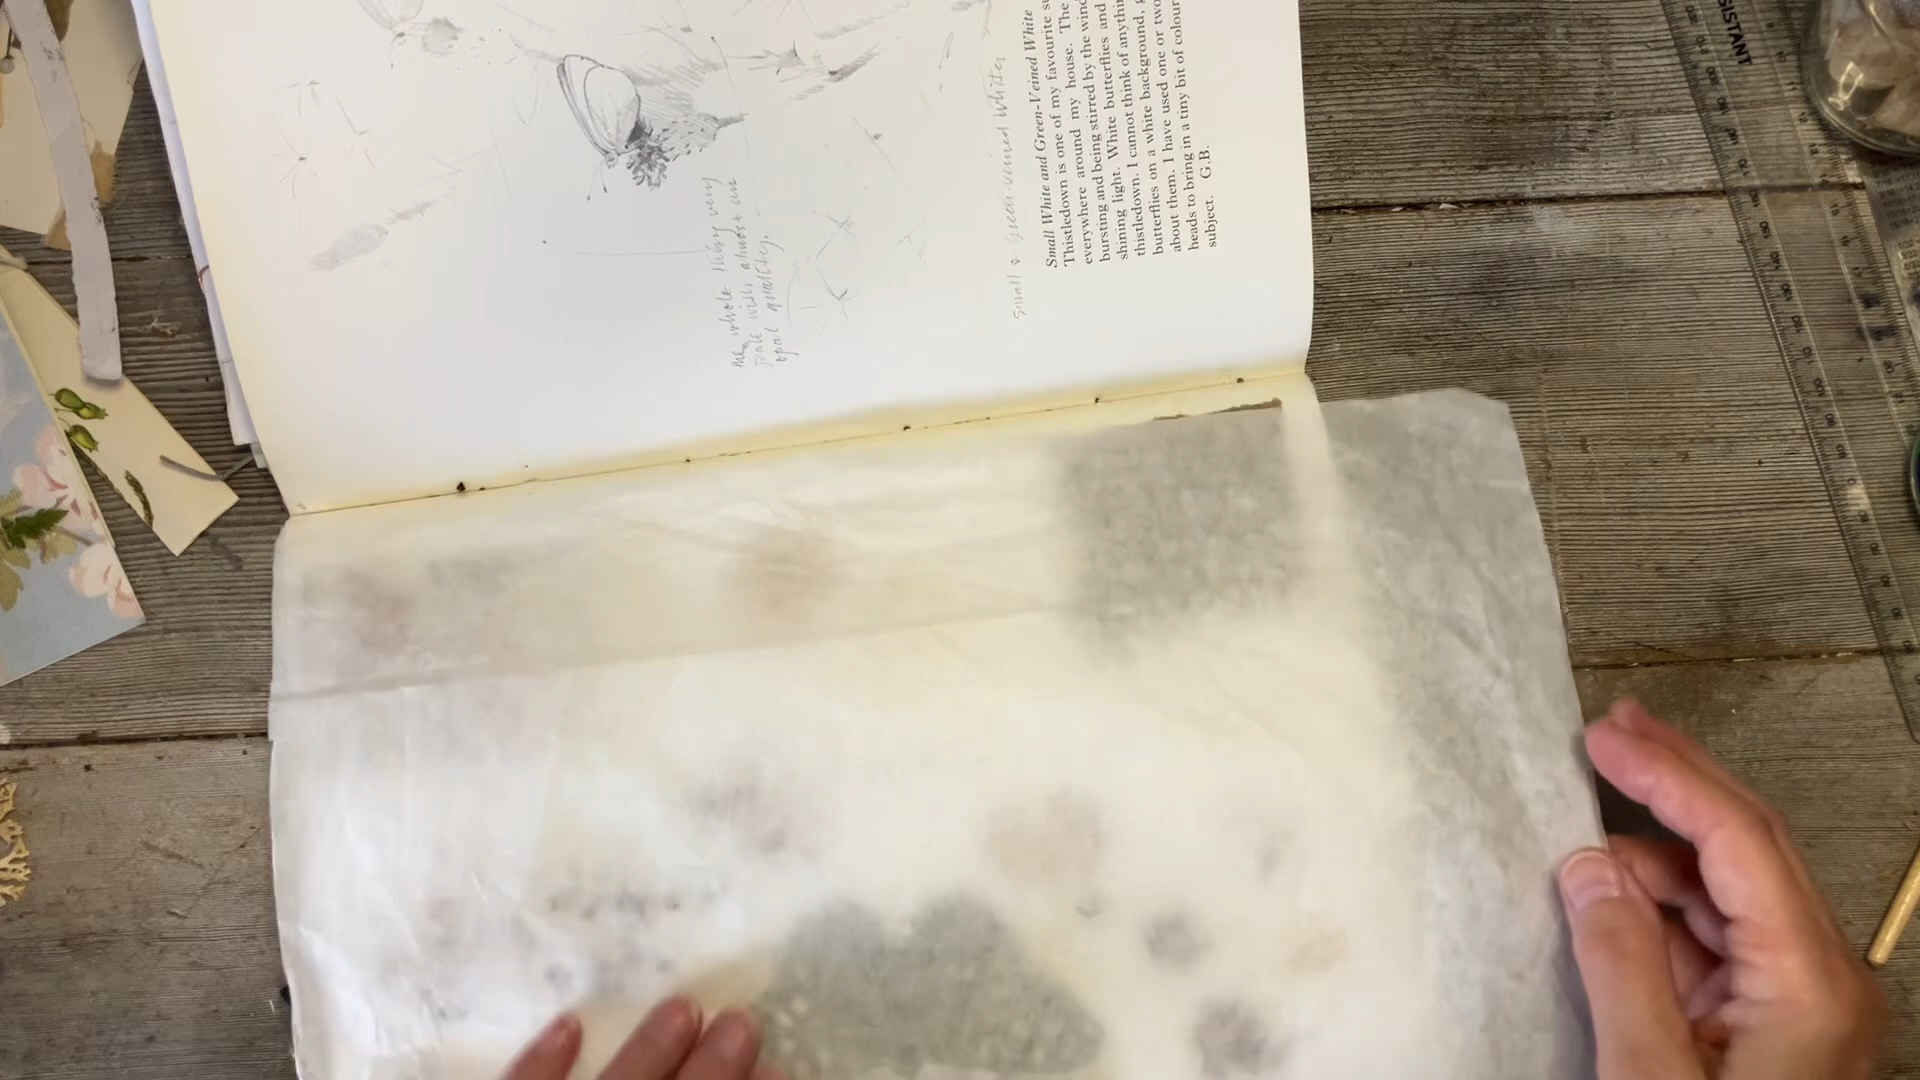 Small White and Green-Veined White
Thistledown is one of my favourite
everywhere around my house. The
bursting and being stirred by the wind
shining light. White butterflies and
thistledown. I cannot think of
butterflies on a white background,
about them. I have used one or two
heads to bring in a tiny bit of colour
subject. G.B.
small & green-veined whites
the whole thing very
pale with almost an
opal quality.